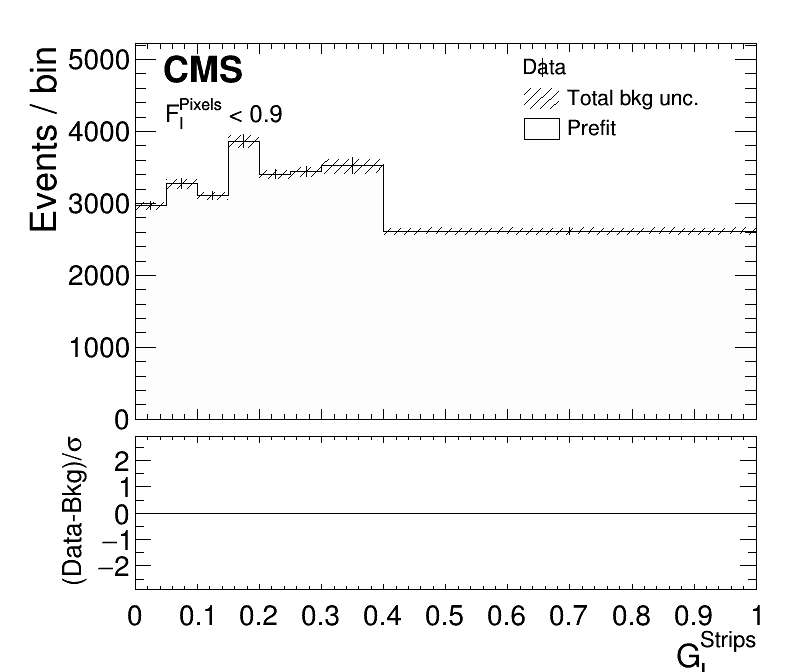 CMS
F_I^Pixels < 0.9
Data
Total bkg unc.
Prefit
Events / bin
5000
4000
3000
2000
1000
0
(Data-Bkg)/σ
2
1
0
−1
−2
0 0.1 0.2 0.3 0.4 0.5 0.6 0.7 0.8 0.9 1
G_I^Strips